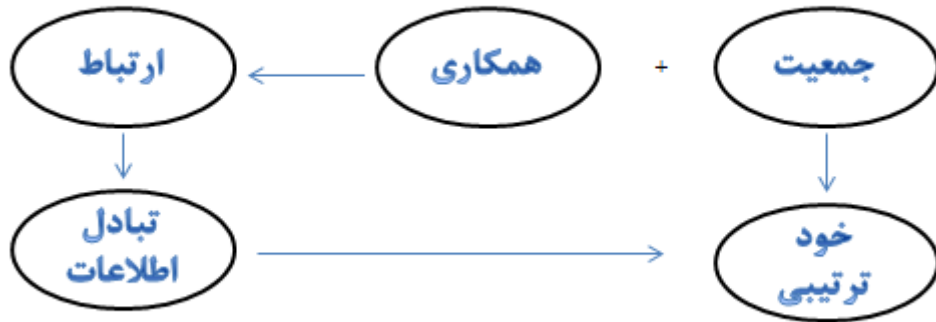 جمعیت
+
همکاری
ارتباط
تبادل
اطلاعات
خود
ترتیبی